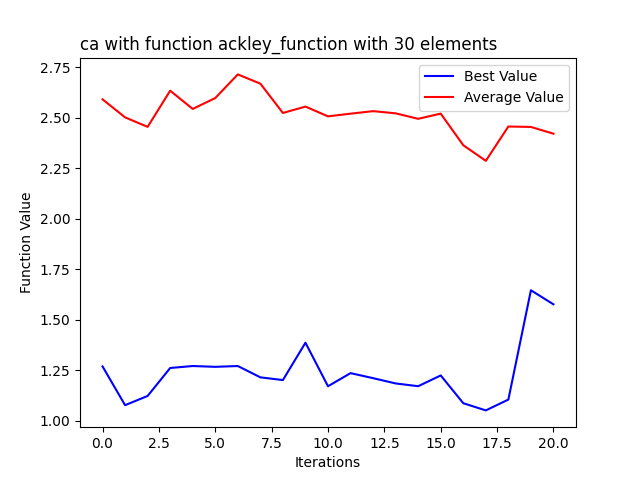 ca with function ackley_function with 30 elements
2.75
2.50
2.25
2.00
1.75
1.50
1.25
1.00
Function Value
Best Value
Average Value
0.0 2.5 5.0 7.5 10.0 12.5 15.0 17.5 20.0
Iterations